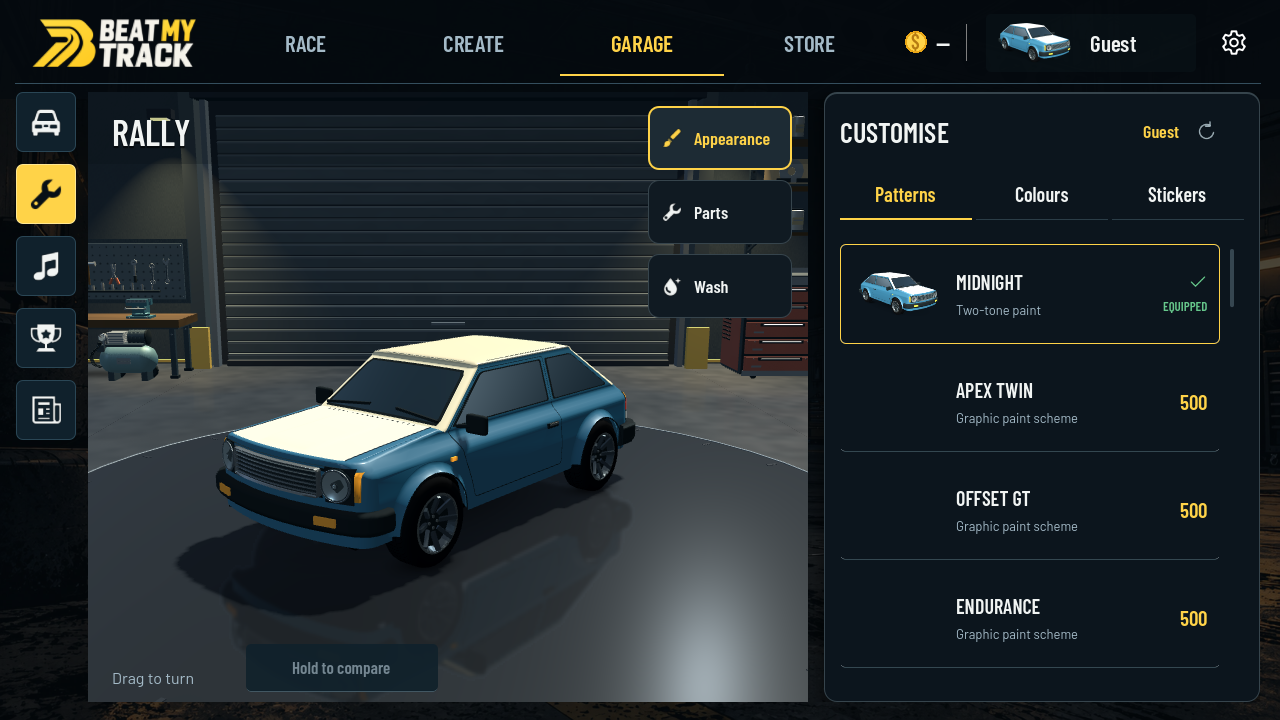 BEATMY
TRACK
RACE
CREATE
GARAGE
STORE
$ –
Guest
RALLY
Appearance
Parts
Wash
Drag to turn
Hold to compare
CUSTOMISE
Guest
Patterns
Colours
Stickers
MIDNIGHT
Two-tone paint
EQUIPPED
APEX TWIN
Graphic paint scheme
500
OFFSET GT
Graphic paint scheme
500
ENDURANCE
Graphic paint scheme
500